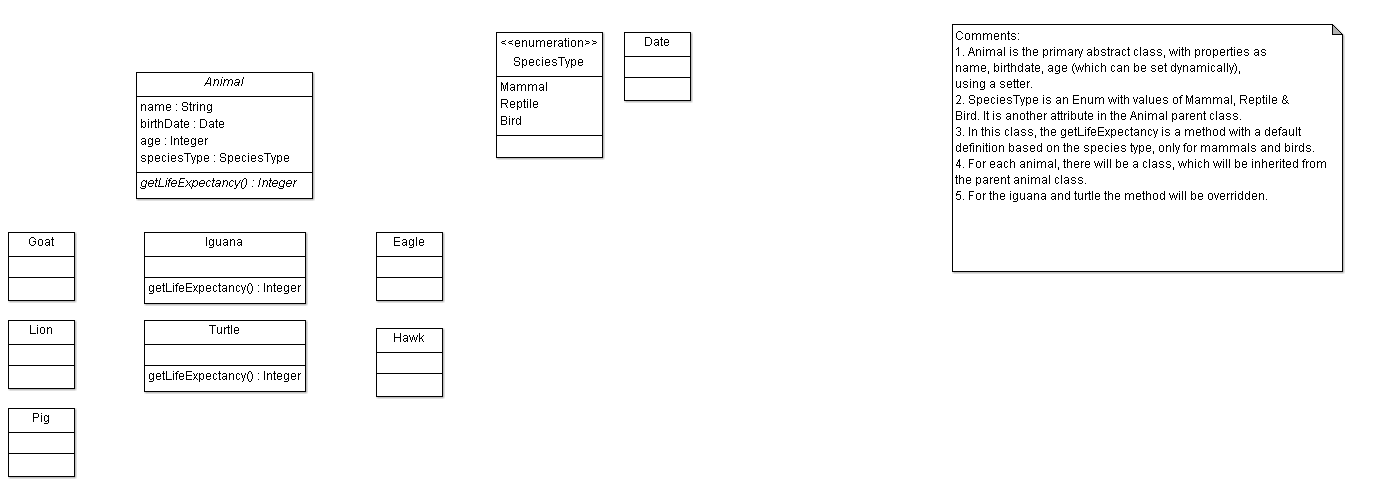 Animal
name : String
birthDate : Date
age : Integer
speciesType : SpeciesType
getLifeExpectancy() : Integer
<<enumeration>>
SpeciesType
Mammal
Reptile
Bird
Date
Comments:
1. Animal is the primary abstract class, with properties as
name, birthdate, age (which can be set dynamically),
using a setter.
2. SpeciesType is an Enum with values of Mammal, Reptile &
Bird. It is another attribute in the Animal parent class.
3. In this class, the getLifeExpectancy is a method with a default
definition based on the species type, only for mammals and birds.
4. For each animal, there will be a class, which will be inherited from
the parent animal class.
5. For the iguana and turtle the method will be overridden.
Goat
Iguana
getLifeExpectancy() : Integer
Eagle
Lion
Turtle
getLifeExpectancy() : Integer
Hawk
Pig